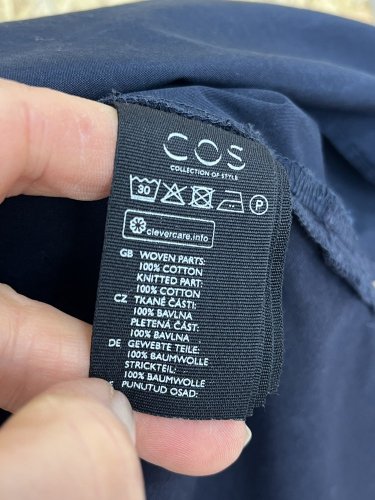 COS
COLLECTION OF STYLE
30 P
clevercare.info
GB WOVEN PARTS:
100% COTTON
KNITTED PART:
100% COTTON
CZ TKANÉ ČÁSTI:
100% BAVLNA
PLETENÁ ČÁST:
100% BAVLNA
DE GEWEBTE TEILE:
100% BAUMWOLLE
STRICKTEIL:
100% BAUMWOLLE
PUNUTUD OSAD: